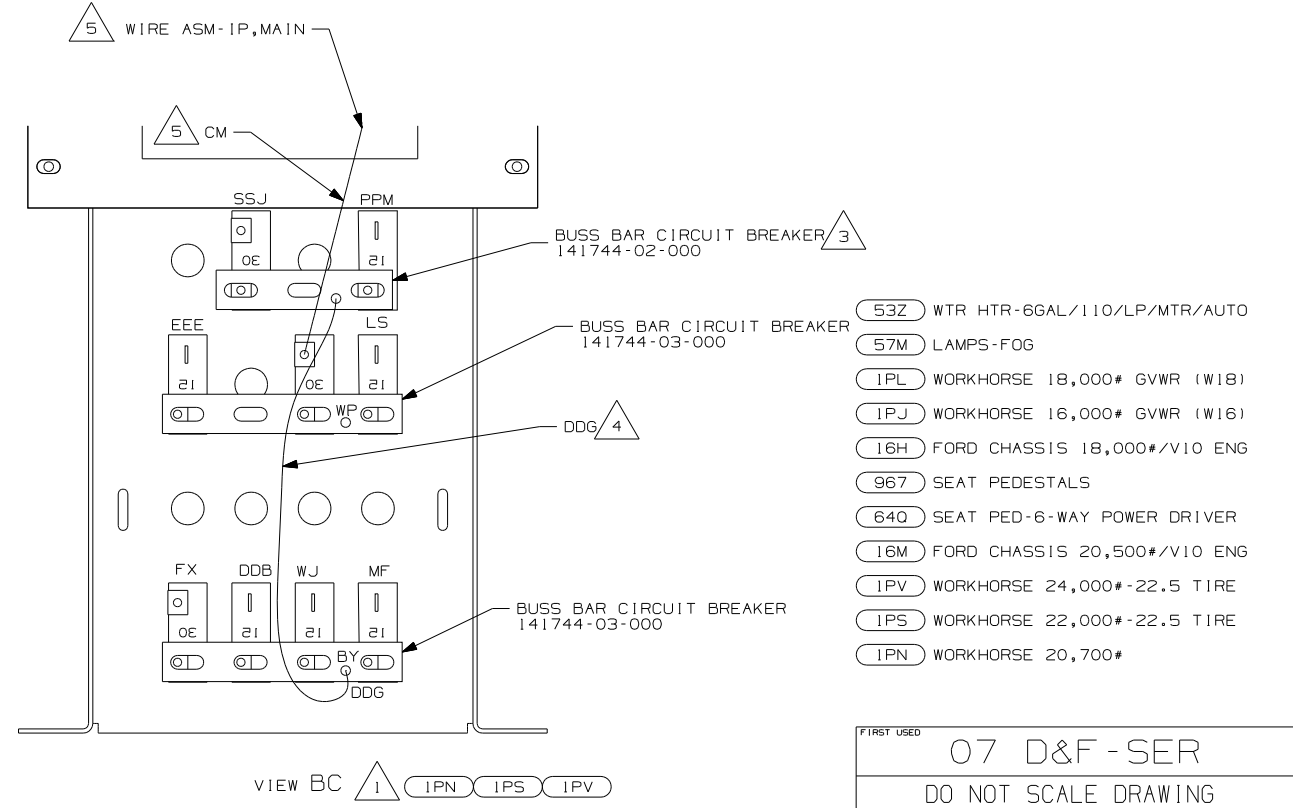 5 WIRE ASM-IP,MAIN
5 CM
SSJ PPM
30 15
BUSS BAR CIRCUIT BREAKER 3
141744-02-000
EEE LS
15 30 15
WP
BUSS BAR CIRCUIT BREAKER
141744-03-000
DDG 4
FX DDB WJ MF
30 15 15 15
BY
DDG
BUSS BAR CIRCUIT BREAKER
141744-03-000
VIEW BC 1 1PN 1PS 1PV
53Z WTR HTR-6GAL/110/LP/MTR/AUTO
57M LAMPS-FOG
1PL WORKHORSE 18,000# GVWR (W18)
1PJ WORKHORSE 16,000# GVWR (W16)
16H FORD CHASSIS 18,000#/V10 ENG
967 SEAT PEDESTALS
64Q SEAT PED-6-WAY POWER DRIVER
16M FORD CHASSIS 20,500#/V10 ENG
1PV WORKHORSE 24,000#-22.5 TIRE
1PS WORKHORSE 22,000#-22.5 TIRE
1PN WORKHORSE 20,700#
FIRST USED
07 D&F-SER
DO NOT SCALE DRAWING